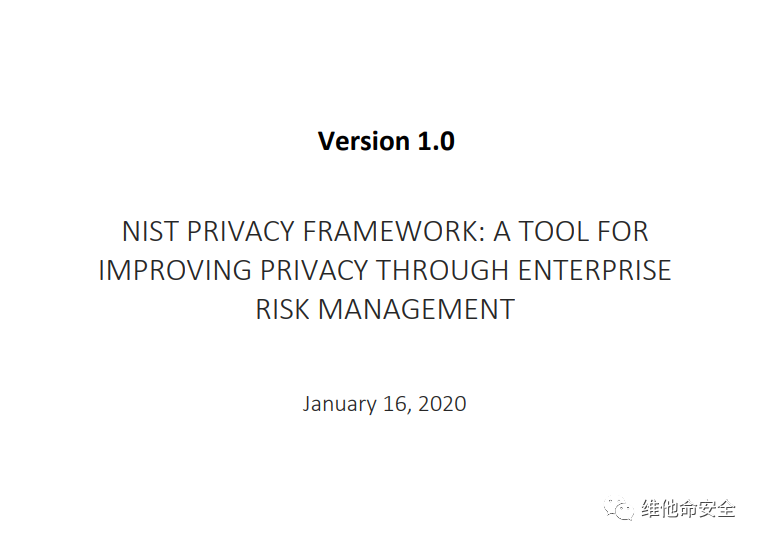 Version 1.0
NIST PRIVACY FRAMEWORK: A TOOL FOR
IMPROVING PRIVACY THROUGH ENTERPRISE
RISK MANAGEMENT
January 16, 2020
维他命安全